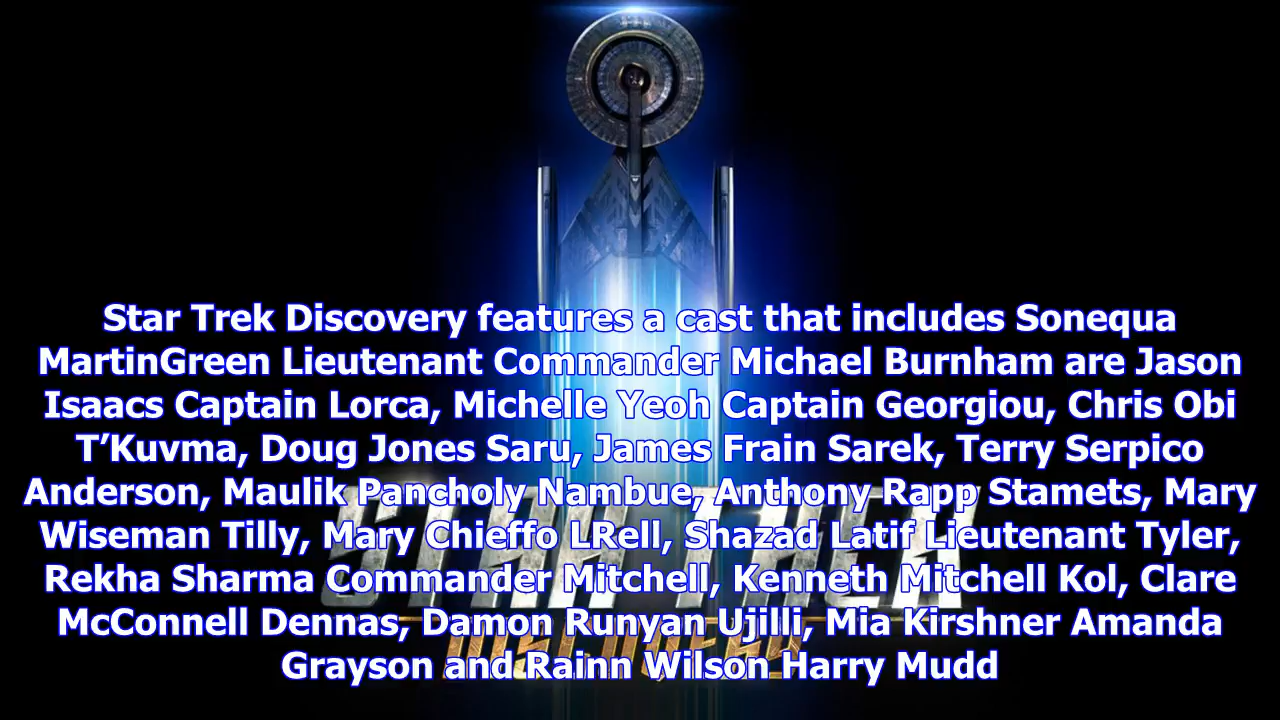 Star Trek Discovery features a cast that includes Sonequa
MartinGreen Lieutenant Commander Michael Burnham are Jason
Isaacs Captain Lorca, Michelle Yeoh Captain Georgiou, Chris Obi
T’Kuvma, Doug Jones Saru, James Frain Sarek, Terry Serpico
Anderson, Maulik Pancholy Nambue, Anthony Rapp Stamets, Mary
Wiseman Tilly, Mary Chieffo LRell, Shazad Latif Lieutenant Tyler,
Rekha Sharma Commander Mitchell, Kenneth Mitchell Kol, Clare
McConnell Dennas, Damon Runyan Ujilli, Mia Kirshner Amanda
Grayson and Rainn Wilson Harry Mudd
STAR TREK
DISCOVERY